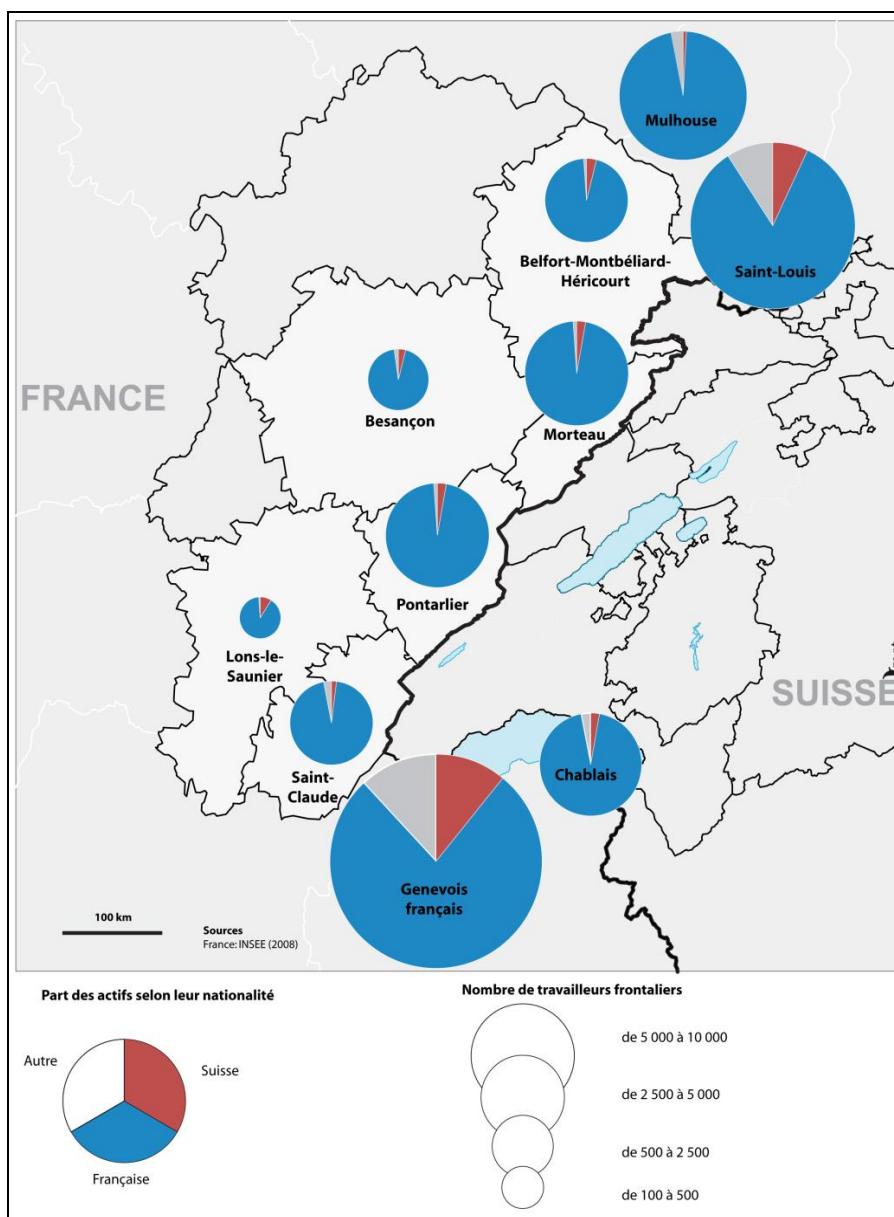 Mulhouse
Saint-Louis
Belfort-Montbéliard-
Héricourt
FRANCE
Besançon
Morteau
Pontarlier
Lons-le-
Saunier
SUISSE
Saint-
Claude
Chablais
Genevois
français
100 km
Sources
France: INSEE (2008)
Part des actifs selon leur nationalité
Autre
Suisse
Française
Nombre de travailleurs frontaliers
de 5 000 à 10 000
de 2 500 à 5 000
de 500 à 2 500
de 100 à 500